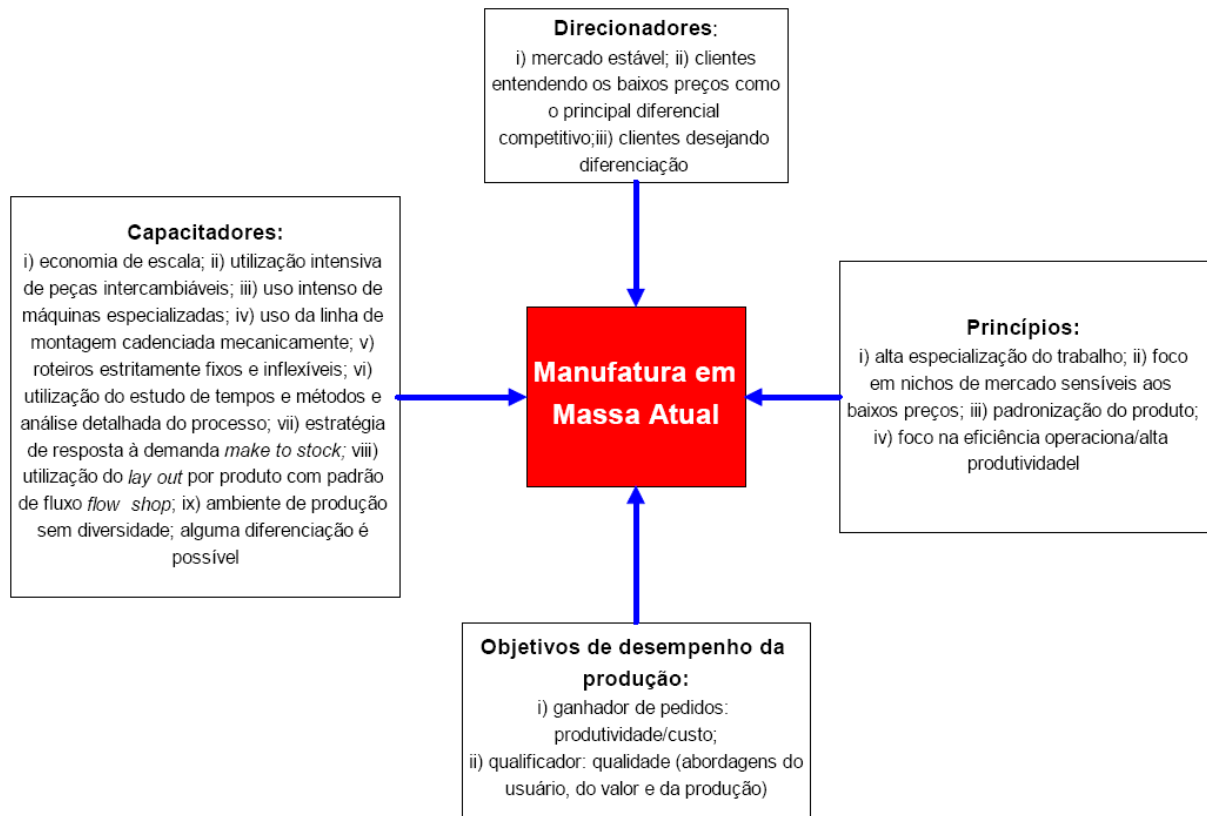 Direcionadores:
i) mercado estável; ii) clientes
entendendo os baixos preços como
o principal diferencial
competitivo;iii) clientes desejando
diferenciação
Capacitadores:
i) economia de escala; ii) utilização intensiva
de peças intercambiáveis; iii) uso intenso de
máquinas especializadas; iv) uso da linha de
montagem cadenciada mecanicamente; v)
roteiros estritamente fixos e inflexíveis; vi)
utilização do estudo de tempos e métodos e
análise detalhada do processo; vii) estratégia
de resposta à demanda make to stock; viii)
utilização do lay out por produto com padrão
de fluxo flow shop; ix) ambiente de produção
sem diversidade; alguma diferenciação é
possível
Manufatura em
Massa Atual
Princípios:
i) alta especialização do trabalho; ii) foco
em nichos de mercado sensíveis aos
baixos preços; iii) padronização do produto;
iv) foco na eficiência operaciona/alta
produtividadel
Objetivos de desempenho da
produção:
i) ganhador de pedidos:
produtividade/custo;
ii) qualificador: qualidade (abordagens do
usuário, do valor e da produção)